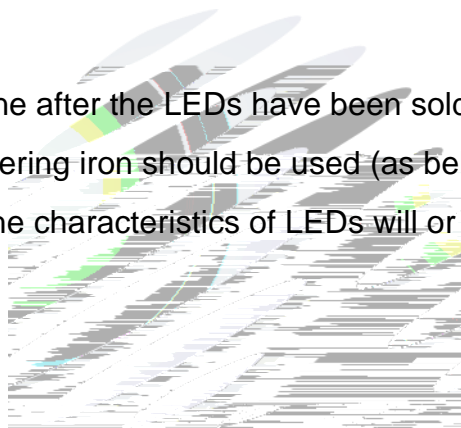 ne after the LEDs have been sold
ering iron should be used (as be
ne characteristics of LEDs will or